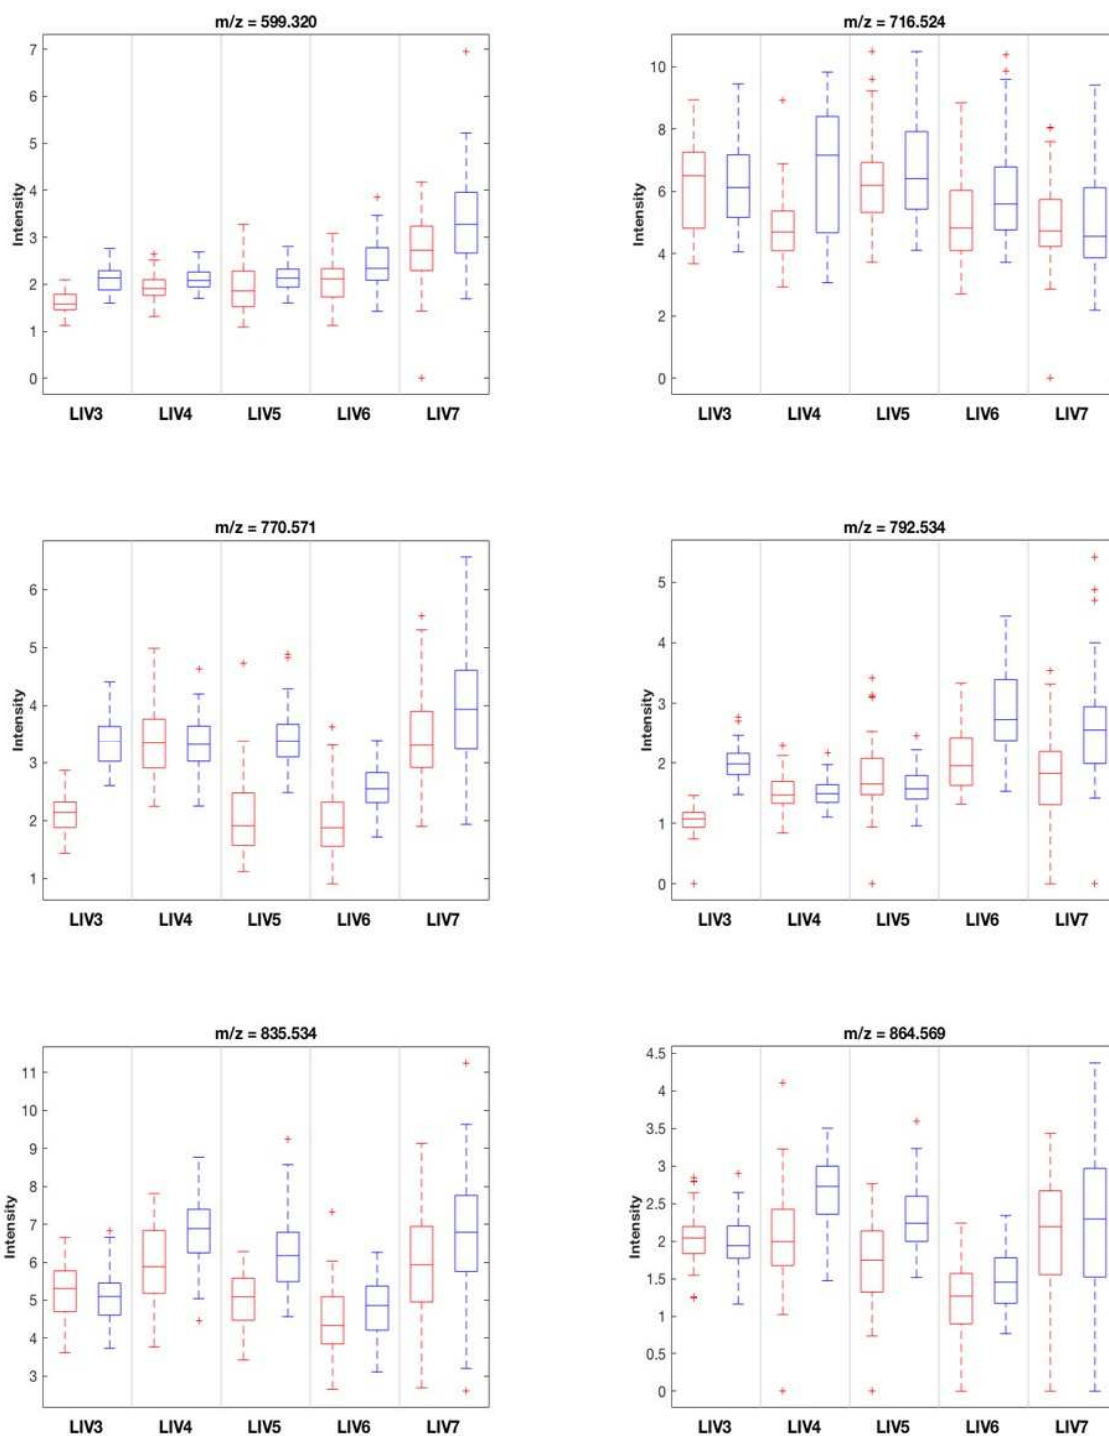 m/z = 599.320
7
6
5
4
3
2
1
0
Intensity
LIV3 LIV4 LIV5 LIV6 LIV7
m/z = 716.524
10
8
6
4
2
0
Intensity
LIV3 LIV4 LIV5 LIV6 LIV7
m/z = 770.571
6
5
4
3
2
1
Intensity
LIV3 LIV4 LIV5 LIV6 LIV7
m/z = 792.534
5
4
3
2
1
0
Intensity
LIV3 LIV4 LIV5 LIV6 LIV7
m/z = 835.534
11
10
9
8
7
6
5
4
3
Intensity
LIV3 LIV4 LIV5 LIV6 LIV7
m/z = 864.569
4.5
4
3.5
3
2.5
2
1.5
1
0.5
0
Intensity
LIV3 LIV4 LIV5 LIV6 LIV7